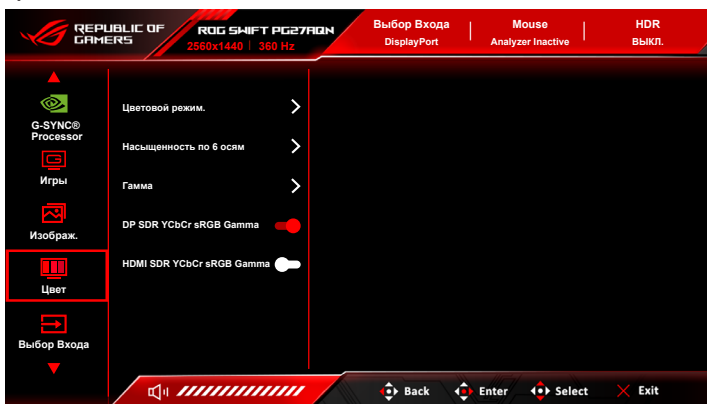 REPUBLIC OF
GAMERS
ROG SWIFT PG27AQN
2560x1440 | 360 Hz
Выбор Входа
DisplayPort
Mouse
Analyzer Inactive
HDR
ВЫКЛ.
G-SYNC®
Processor
Игры
Изображ.
Цвет
Выбор Входа
Цветовой режим.
Насыщенность по 6 осям
Гамма
DP SDR YCbCr sRGB Gamma
HDMI SDR YCbCr sRGB Gamma
Back
Enter
Select
Exit